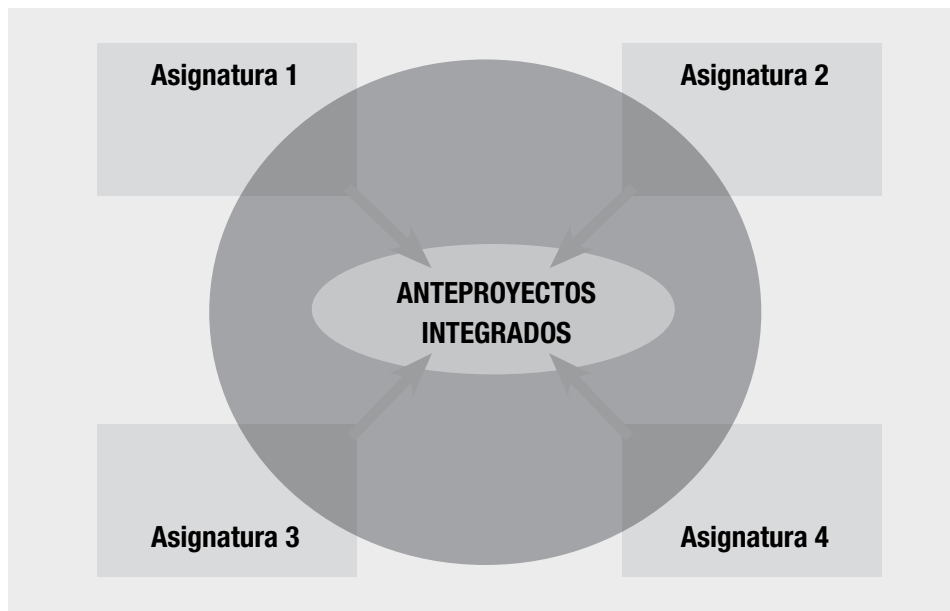 Asignatura 1
Asignatura 2
ANTEPROYECTOS
INTEGRADOS
Asignatura 3
Asignatura 4